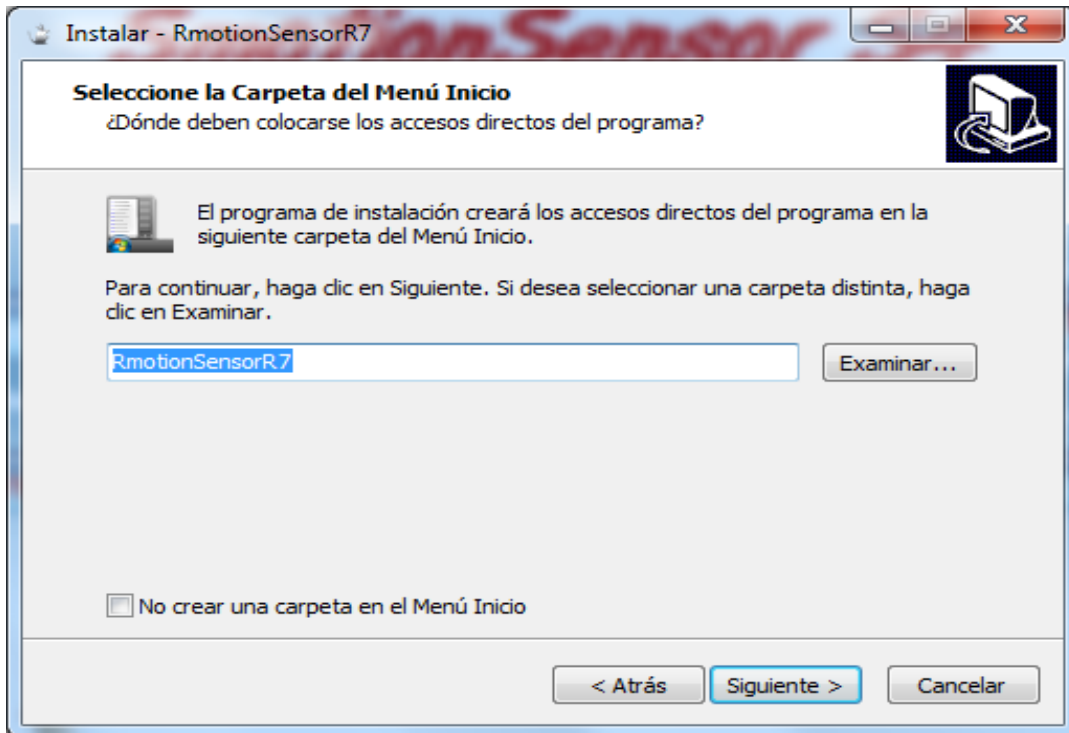 Instalar - RmotionSensorR7
Seleccione la Carpeta del Menú Inicio
¿Dónde deben colocarse los accesos directos del programa?
El programa de instalación creará los accesos directos del programa en la
siguiente carpeta del Menú Inicio.
Para continuar, haga clic en Siguiente. Si desea seleccionar una carpeta distinta, haga
clic en Examinar.
RmotionSensorR7
Examinar...
No crear una carpeta en el Menú Inicio
< Atrás
Siguiente >
Cancelar